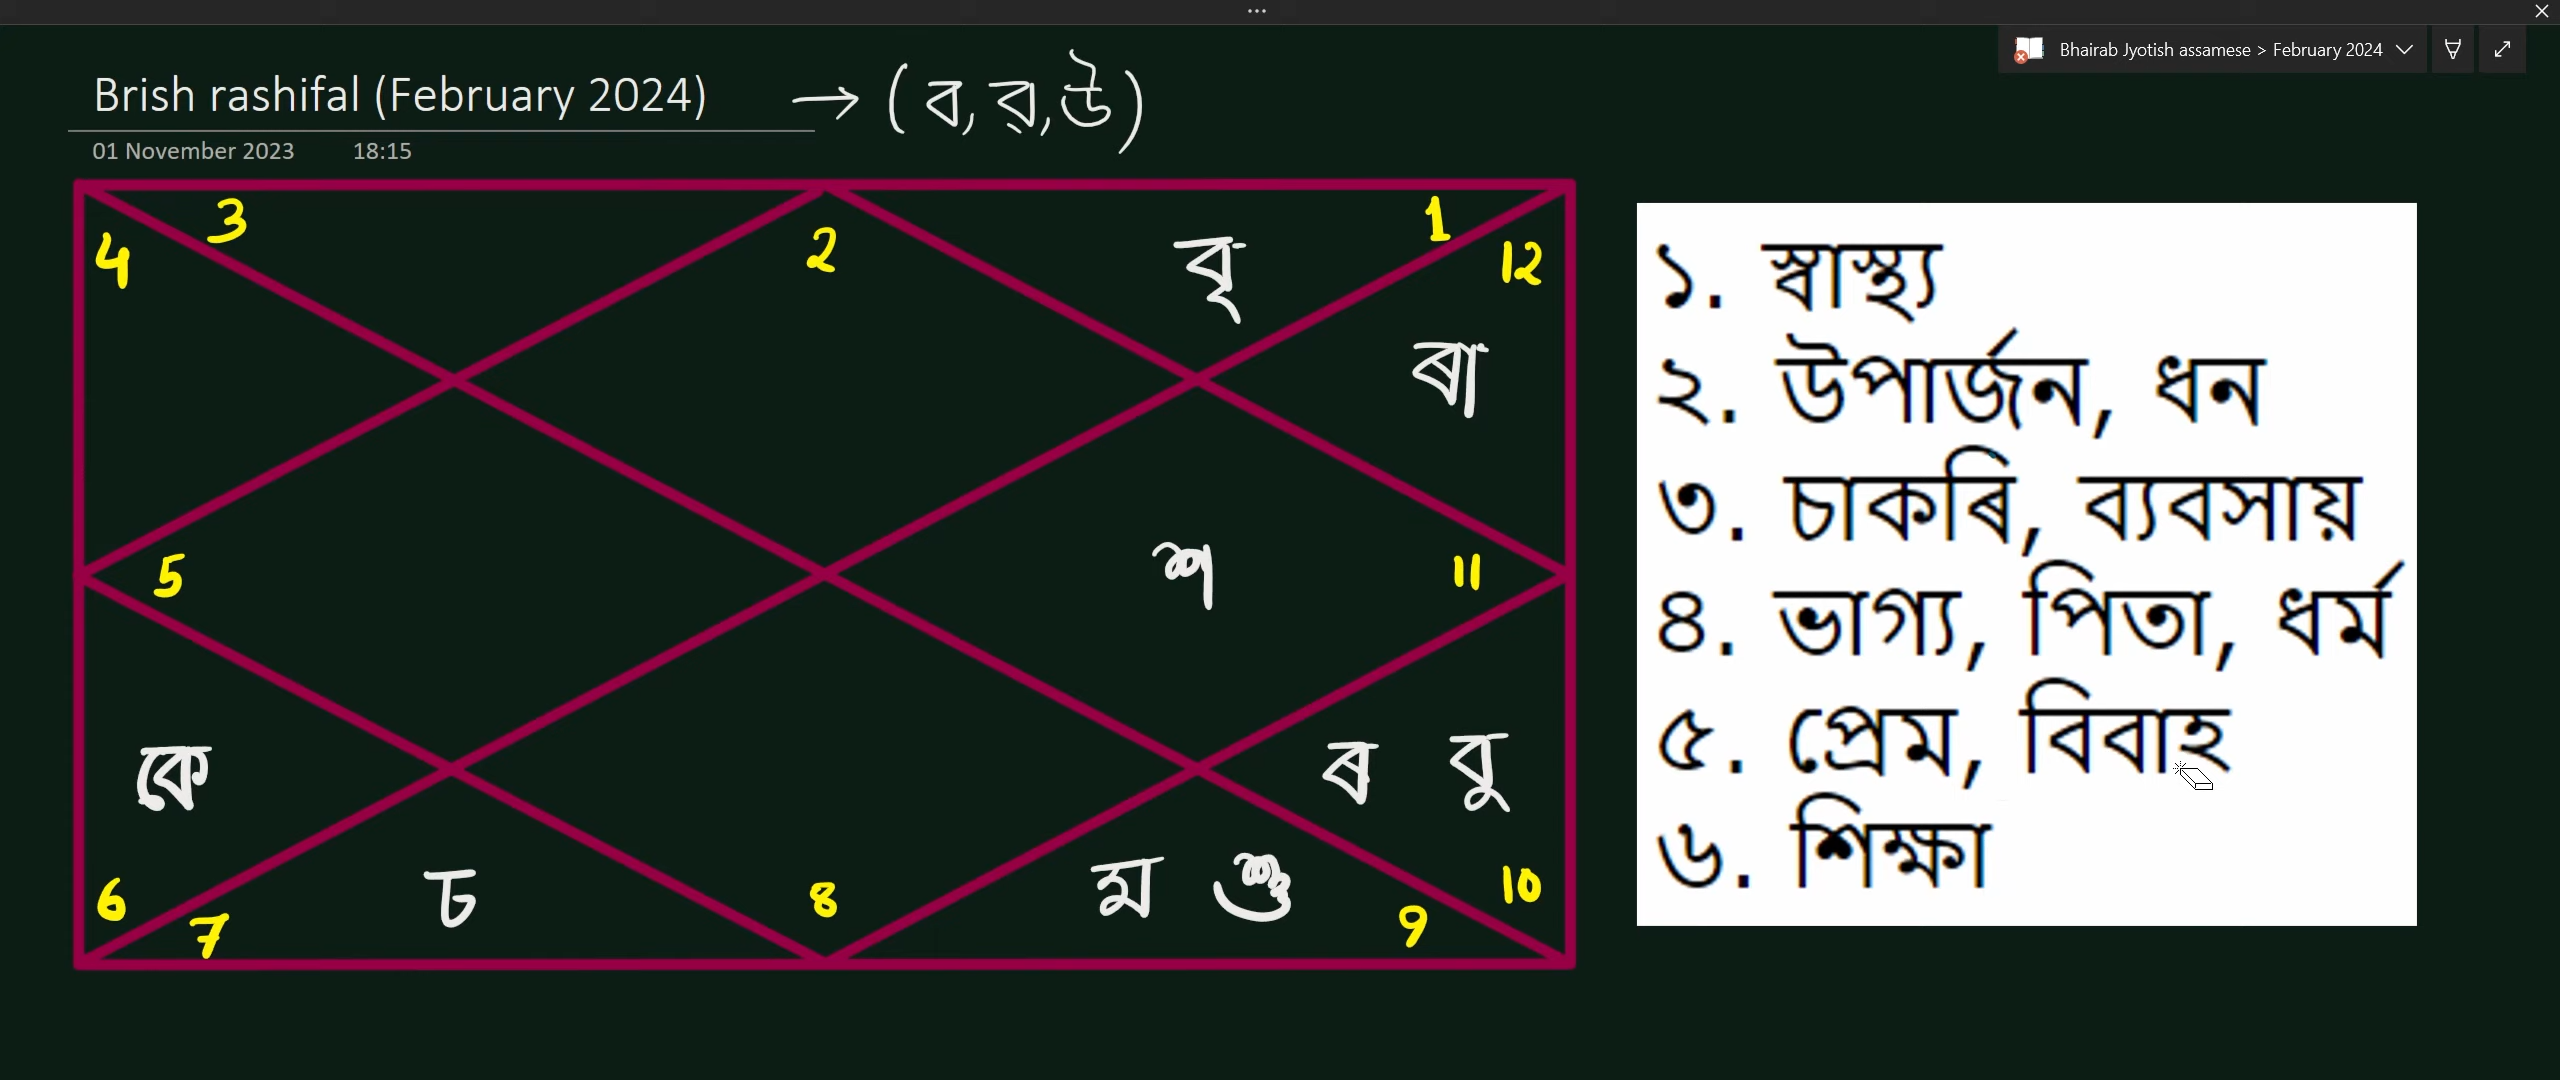 ...
Bhairab Jyotish assamese > February 2024
Brish rashifal (February 2024) → (ব, ব়, উ)
01 November 2023 18:15
3 1
4 2 বৃ 12
ৰা
5 শ 11
কে ৰ বু
6 চ 8 ম শু 10
7 9
১. স্বাস্থ্য
২. উপাৰ্জন, ধন
৩. চাকৰি, ব্যবসায়
৪. ভাগ্য, পিতা, ধৰ্ম
৫. প্ৰেম, বিবাহ
৬. শিক্ষা